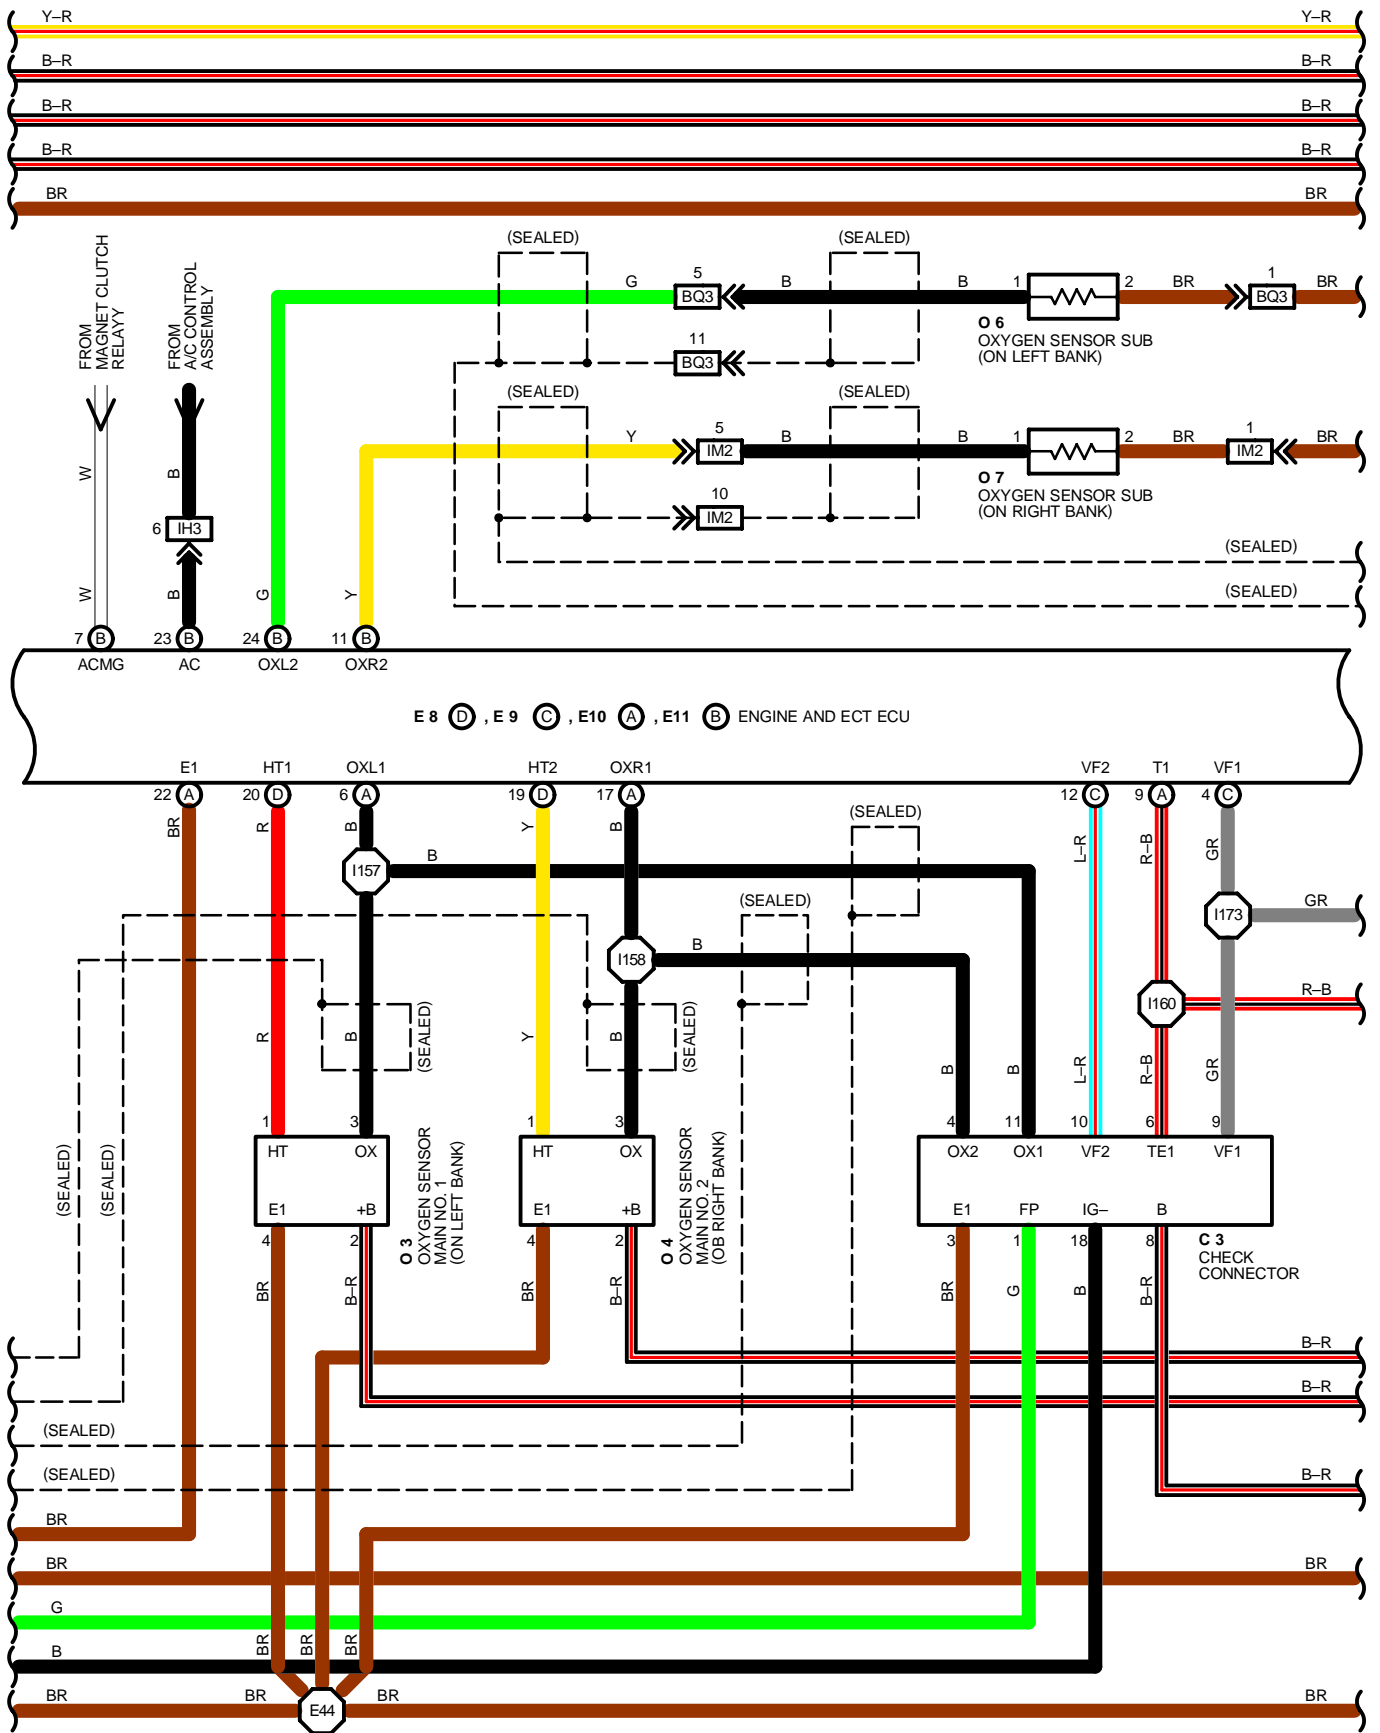 Y–R Y–R
B–R B–R
B–R B–R
B–R B–R
BR BR
(SEALED) (SEALED)
FROM
MAGNET CLUTCH
RELAYY
FROM
A/C CONTROL
ASSEMBLY
G 5 BQ3 B B 1 2 BR 1 BQ3 BR
O 6
OXYGEN SENSOR SUB
(ON LEFT BANK)
11
BQ3
(SEALED) (SEALED)
Y 5 IM2 B B 1 2 BR 1 IM2 BR
O 7
OXYGEN SENSOR SUB
(ON RIGHT BANK)
10
IM2
W B
6 IH3
(SEALED)
(SEALED)
W B G Y
7 B 23 B 24 B 11 B
ACMG AC OXL2 OXR2
E 8 D , E 9 C , E10 A , E11 B ENGINE AND ECT ECU
E1 HT1 OXL1 HT2 OXR1 VF2 T1 VF1
22 A 20 D 6 A 19 D 17 A 12 C 9 A 4 C
BR R B Y B L–R R–B GR
(SEALED)
I157 B
(SEALED)
I173 GR
I158 B
I160 R–B
R B (SEALED) Y B (SEALED) B B L–R R–B GR
1 3 1 3 4 11 10 6 9
HT OX HT OX OX2 OX1 VF2 TE1 VF1
(SEALED) (SEALED)
E1 +B E1 +B E1 FP IG– B
4 2 4 2 3 1 18 8
O 3
OXYGEN SENSOR
MAIN NO. 1
(ON LEFT BANK)
O 4
OXYGEN SENSOR
MAIN NO. 2
(OB RIGHT BANK)
C 3
CHECK
CONNECTOR
BR B–R BR B–R BR G B B–R
B–R
B–R
(SEALED)
(SEALED) B–R
BR
BR BR
G
BR BR BR
B
BR BR E44 BR BR